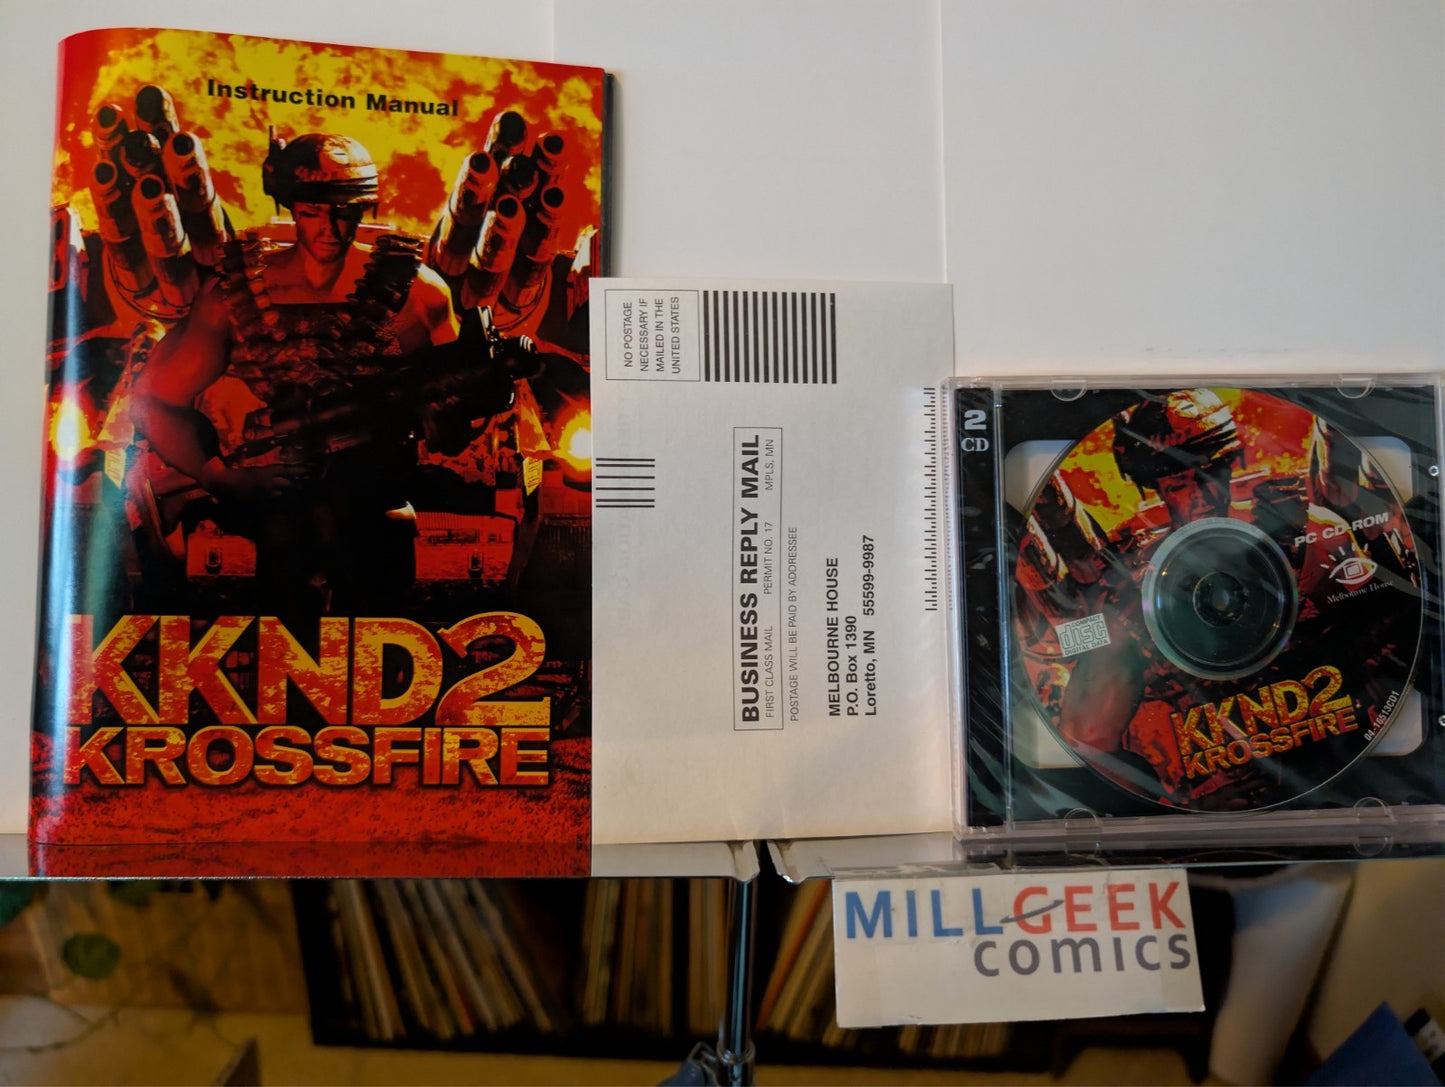 Instruction Manual
KKND2
KROSSFIRE
NO POSTAGE
NECESSARY IF
MAILED IN THE
UNITED STATES
BUSINESS REPLY MAIL
FIRST CLASS MAIL PERMIT NO. 17 MPLS, MN
POSTAGE WILL BE PAID BY ADDRESSEE
MELBOURNE HOUSE
P.O. Box 1390
Loretto, MN 55599-9987
2
CD
PC CD-ROM
Melbourne House
COMPACT
disc
DIGITAL DATA
KKND2
KROSSFIRE
04-16513CD1
MILLGEEK
comics